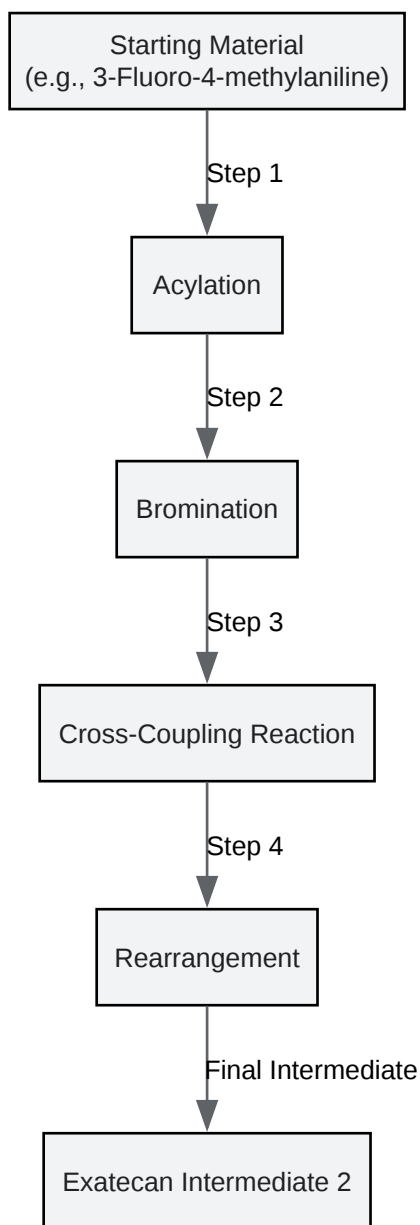 Starting Material
(e.g., 3-Fluoro-4-methylaniline)
Step 1
Acylation
Step 2
Bromination
Step 3
Cross-Coupling Reaction
Step 4
Rearrangement
Final Intermediate
Exatecan Intermediate 2